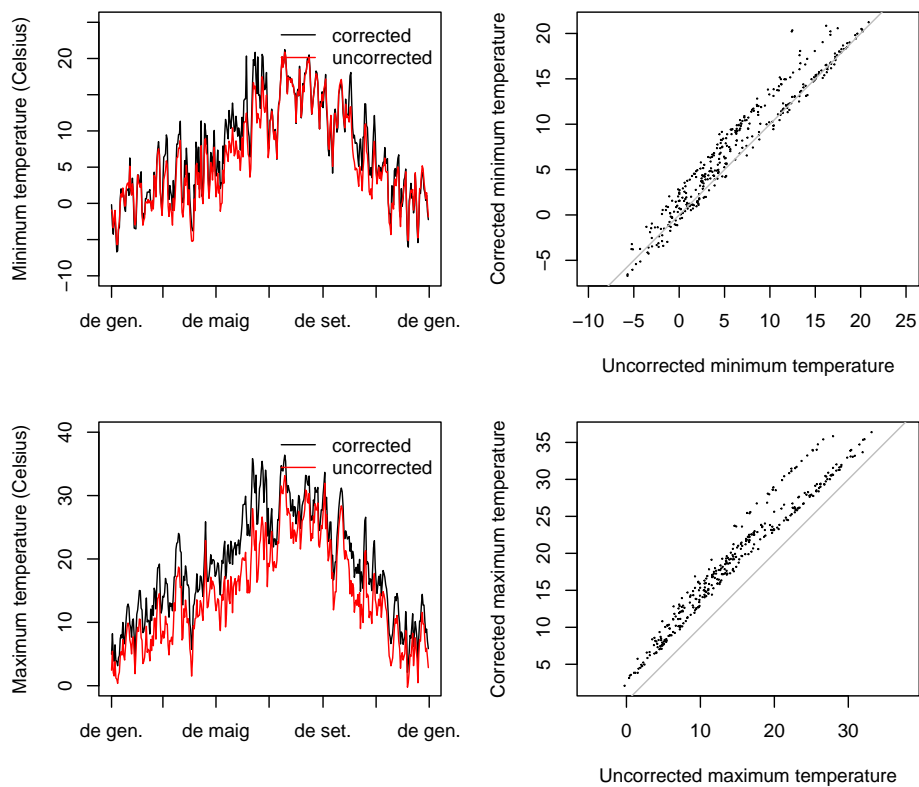 Minimum temperature (Celsius)
20
10
5
0
−10
de gen.
de maig
de set.
de gen.
corrected
uncorrected
Corrected minimum temperature
20
15
10
5
0
−5
−10
−5
0
5
10
15
20
25
Uncorrected minimum temperature
Maximum temperature (Celsius)
40
30
20
10
0
de gen.
de maig
de set.
de gen.
corrected
uncorrected
Corrected maximum temperature
35
30
25
20
15
10
5
0
10
20
30
Uncorrected maximum temperature